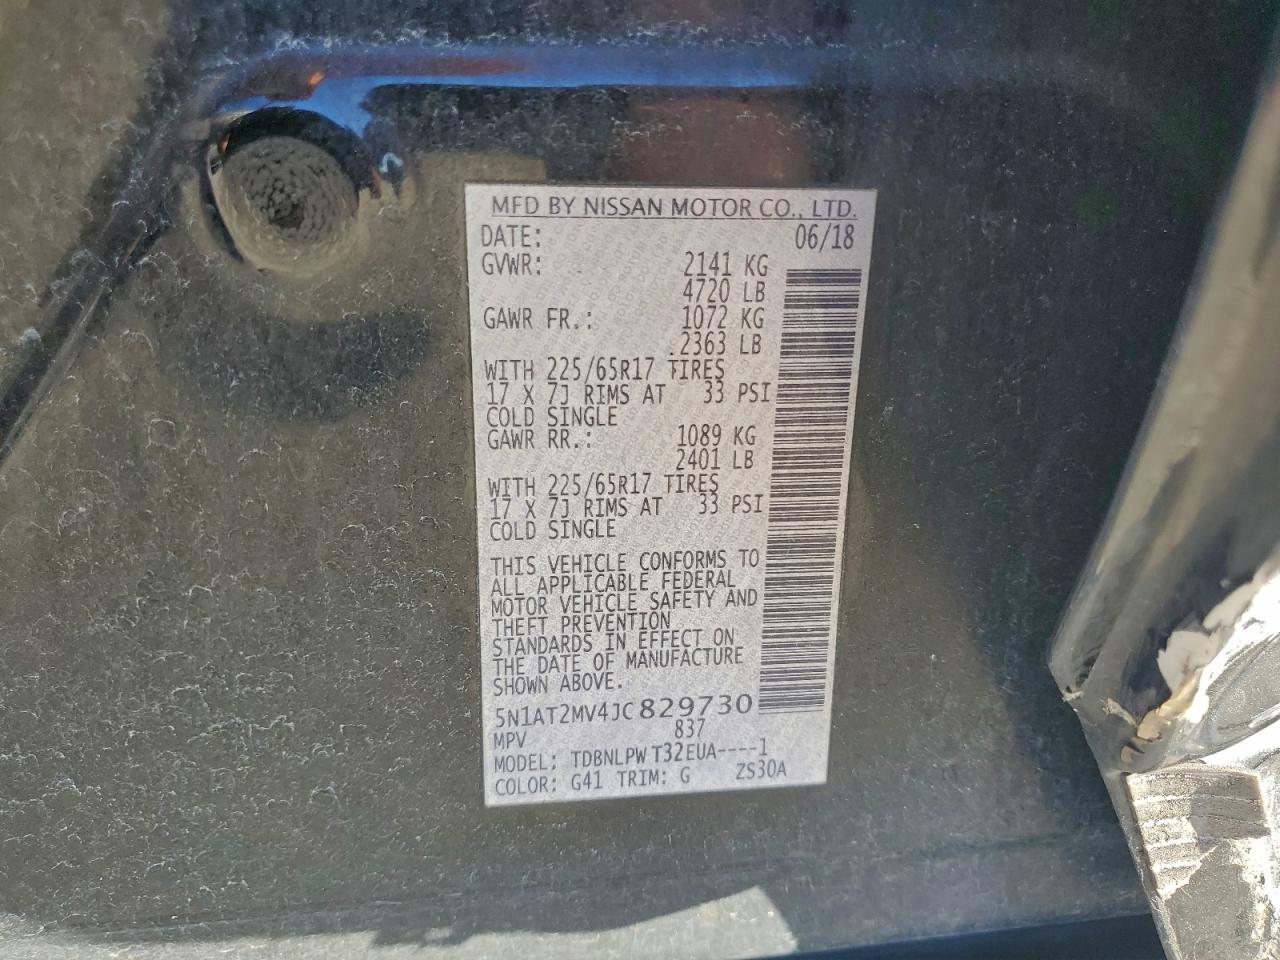 MFD BY NISSAN MOTOR CO., LTD.
DATE: 06/18
GVWR: 2141 KG
4720 LB
GAWR FR.: 1072 KG
2363 LB
WITH 225/65R17 TIRES
17 X 7J RIMS AT 33 PSI
COLD SINGLE
GAWR RR.: 1089 KG
2401 LB
WITH 225/65R17 TIRES
17 X 7J RIMS AT 33 PSI
COLD SINGLE
THIS VEHICLE CONFORMS TO
ALL APPLICABLE FEDERAL
MOTOR VEHICLE SAFETY AND
THEFT PREVENTION
STANDARDS IN EFFECT ON
THE DATE OF MANUFACTURE
SHOWN ABOVE.
5N1AT2MV4JC829730
MPV 837
MODEL: TDBNLPW T32EUA----1
COLOR: G41 TRIM: G ZS30A